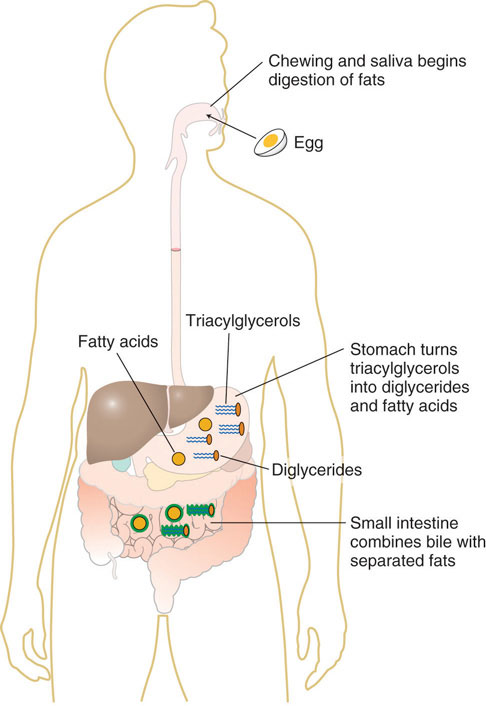 Chewing and saliva begins
digestion of fats
Egg
Triacylglycerols
Fatty acids
Stomach turns
triacylglycerols
into diglycerides
and fatty acids
Diglycerides
Small intestine
combines bile with
separated fats